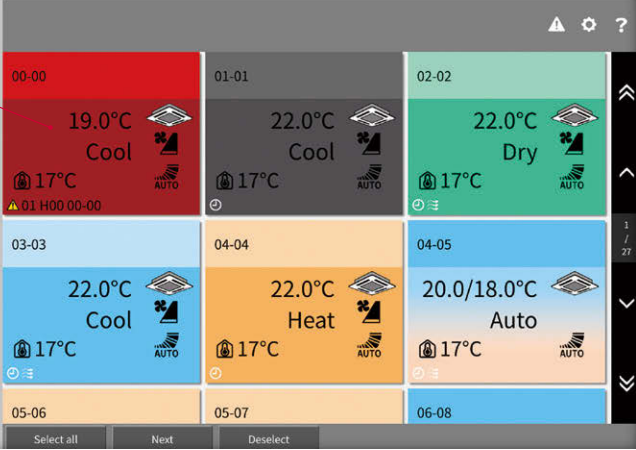 ?
00-00
01-01
02-02
19.0°C
22.0°C
22.0°C
Cool
Cool
Dry
17°C
17°C
17°C
AUTO
AUTO
AUTO
01 H00 00-00
1
/
27
03-03
04-04
04-05
22.0°C
22.0°C
20.0/18.0°C
Cool
Heat
Auto
17°C
17°C
17°C
AUTO
AUTO
AUTO
05-06
05-07
06-08
Select all
Next
Deselect